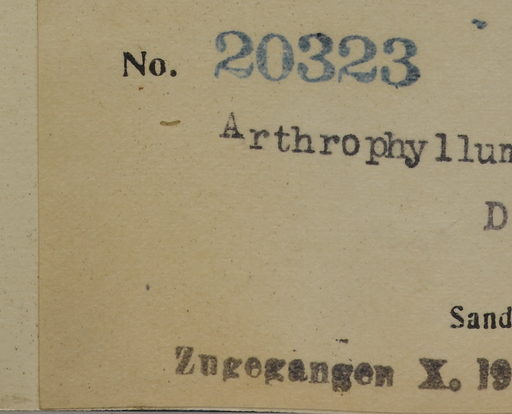 No. 20323
Arthrophyllum
D
Sand
Zugegangen X. 19